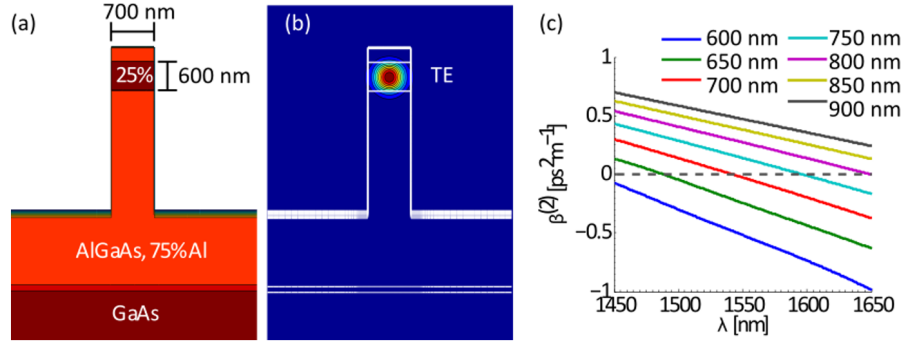 (a)
700 nm
25%
600 nm
AlGaAs, 75%Al
GaAs
(b)
TE
(c)
600 nm
650 nm
700 nm
750 nm
800 nm
850 nm
900 nm
β(2) [ps2m−1]
1
0.5
0
−0.5
−1
1450 1500 1550 1600 1650
λ [nm]